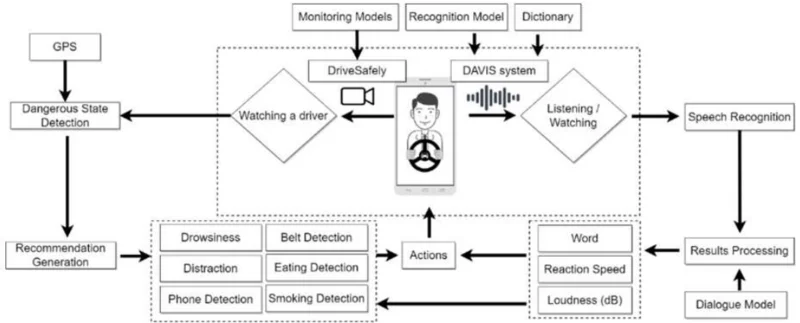 Monitoring Models
Recognition Model
Dictionary
GPS
DriveSafely
DAVIS system
Dangerous State
Detection
Watching a driver
Listening /
Watching
Speech Recognition
Recommendation
Generation
Drowsiness
Belt Detection
Distraction
Eating Detection
Phone Detection
Smoking Detection
Actions
Word
Reaction Speed
Loudness (dB)
Results Processing
Dialogue Model